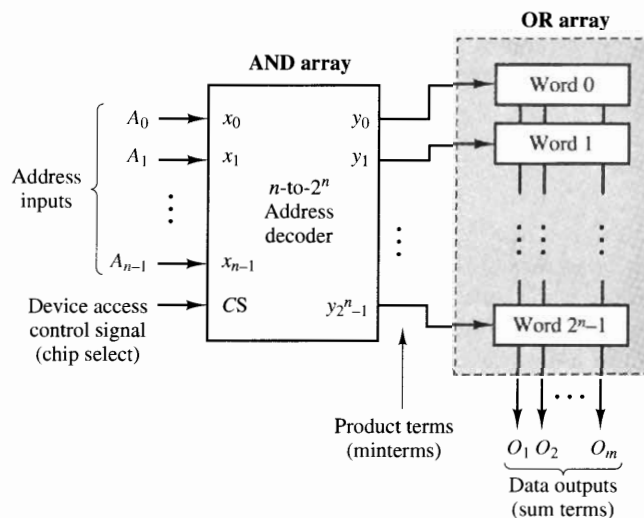 OR array
AND array
Word 0
A₀ x₀ y₀
A₁ x₁ y₁
Word 1
Address
inputs
n-to-2ⁿ
Address
decoder
Aₙ₋₁ xₙ₋₁
Device access
control signal
(chip select)
CS y₂ⁿ₋₁
Word 2ⁿ–1
Product terms
(minterms)
O₁ O₂ Oₘ
Data outputs
(sum terms)